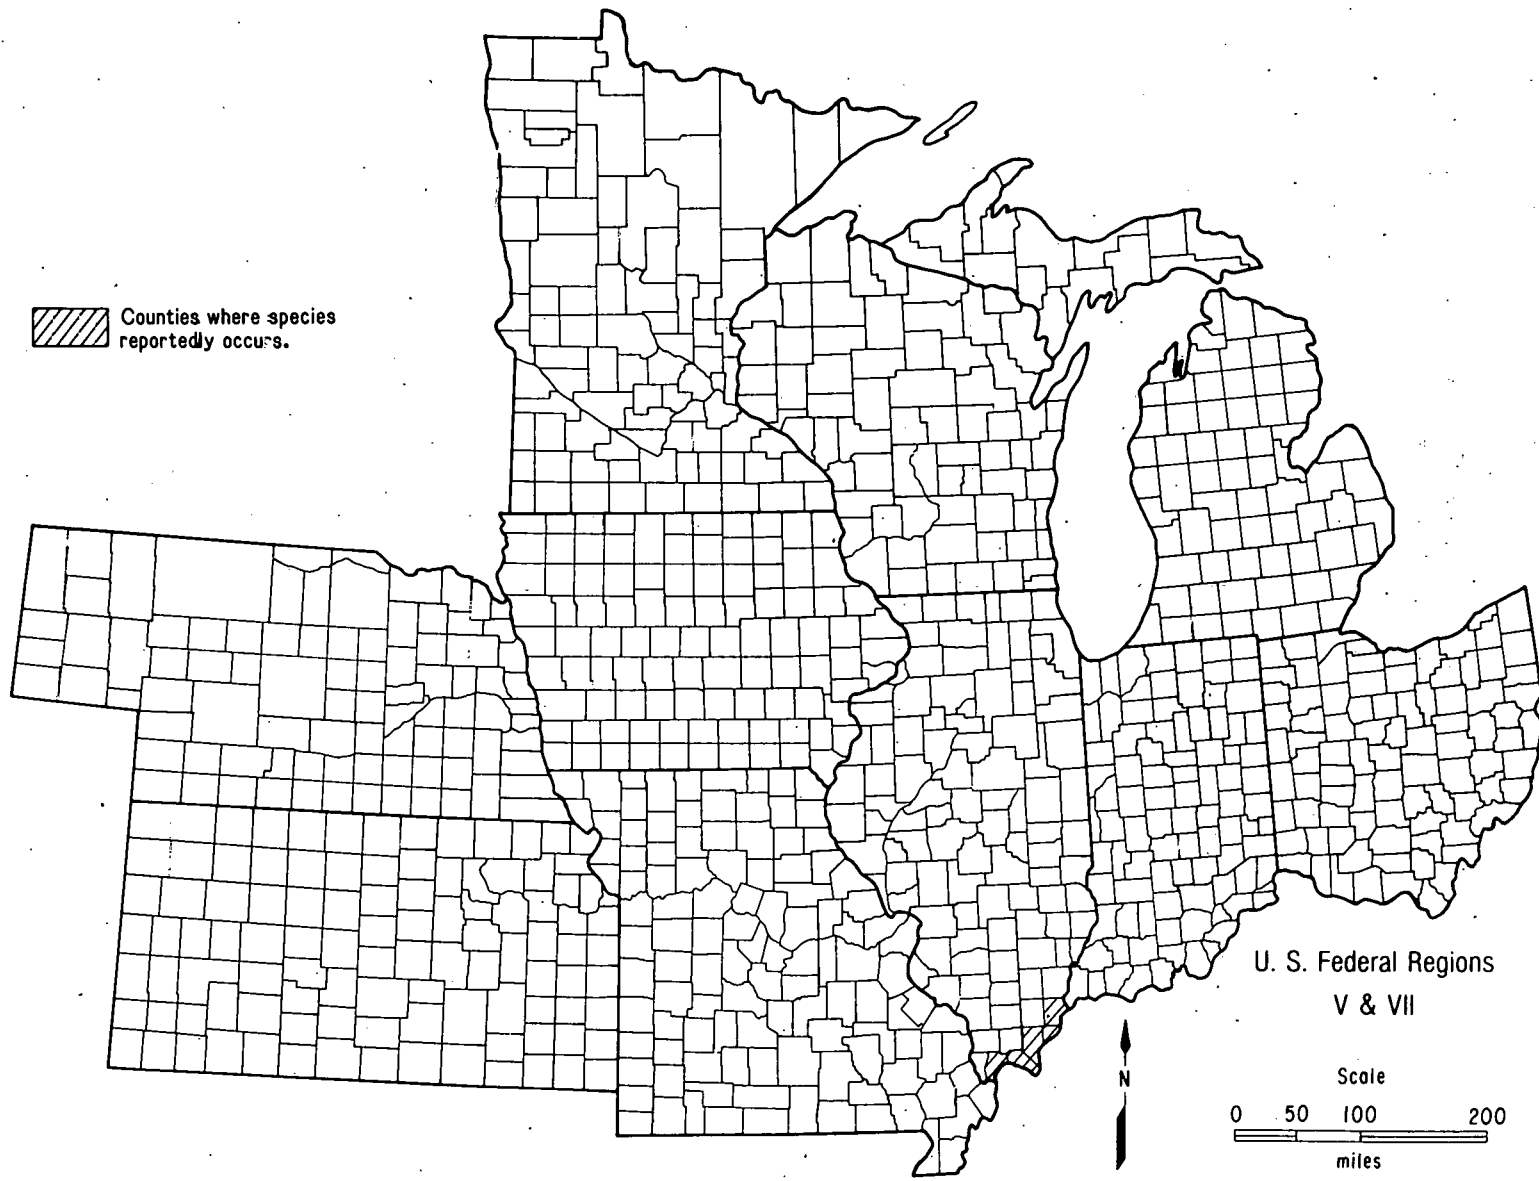 Counties where species
reportedly occurs.
U. S. Federal Regions
V & VII
N
Scale
0 50 100 200
miles